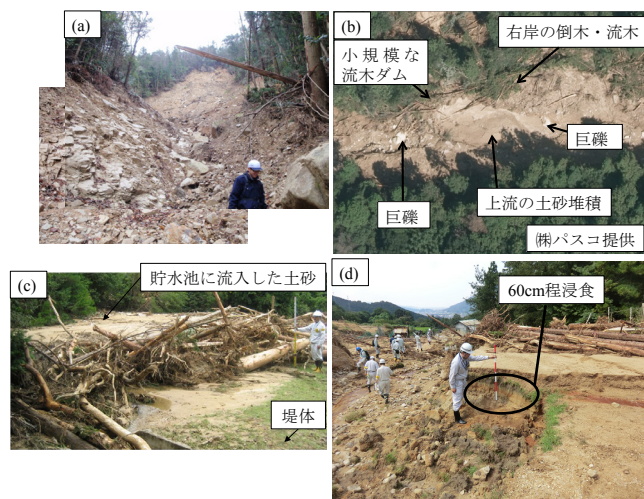 (a)
(b)
右岸の倒木・流木
小 規 模 な
流木ダム
巨礫
上流の土砂堆積
巨礫
㈱パスコ提供
(c)
貯水池に流入した土砂
堤体
(d)
60cm程浸食